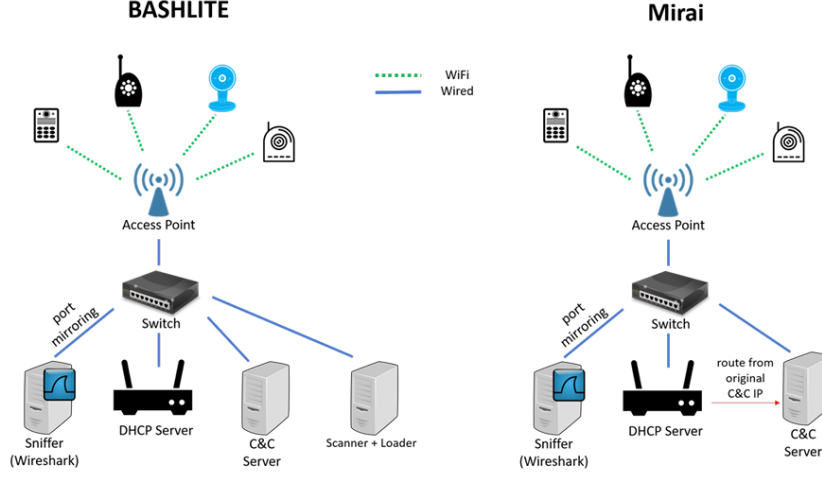 BASHLITE
Mirai
WiFi
Wired
Access Point
port
mirroring
Switch
Sniffer
(Wireshark)
DHCP Server
C&C
Server
Scanner + Loader
Access Point
port
mirroring
Switch
route from
original
C&C IP
Sniffer
(Wireshark)
DHCP Server
C&C
Server